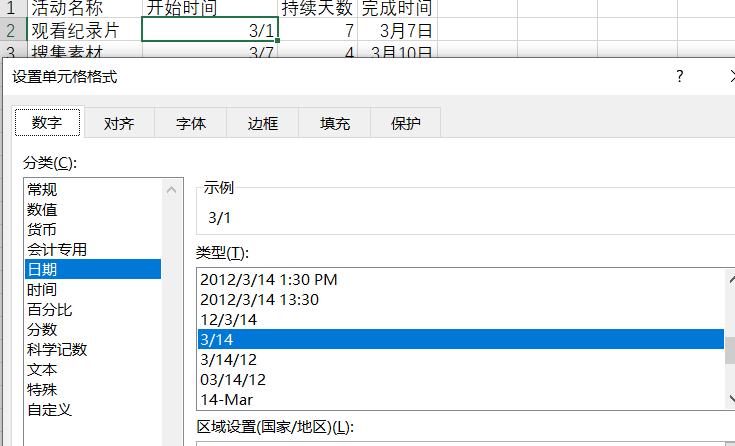 1 活动名称 开始时间 持续天数 完成时间
2 观看纪录片 3/1 7 3月7日
3 搜集素材 3/7 4 3月10日
设置单元格格式 ?
数字 对齐 字体 边框 填充 保护
分类(C):
常规
数值
货币
会计专用
日期
时间
百分比
分数
科学记数
文本
特殊
自定义
示例
3/1
类型(T):
2012/3/14 1:30 PM
2012/3/14 13:30
12/3/14
3/14
3/14/12
03/14/12
14-Mar
区域设置(国家/地区)(L):